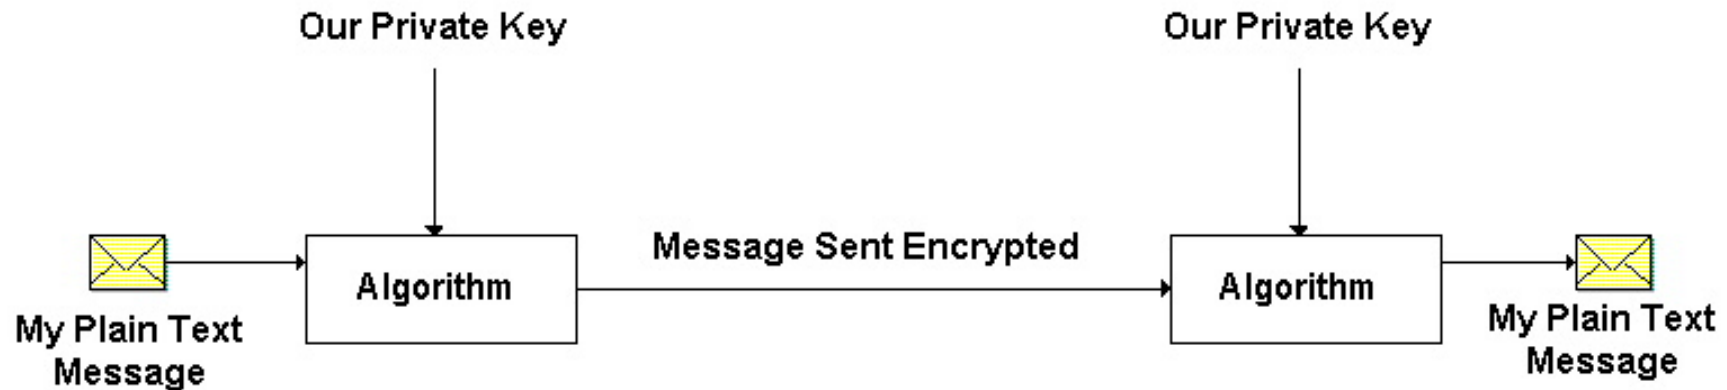 Our Private Key
Our Private Key
Message Sent Encrypted
Algorithm
Algorithm
My Plain Text
Message
My Plain Text
Message